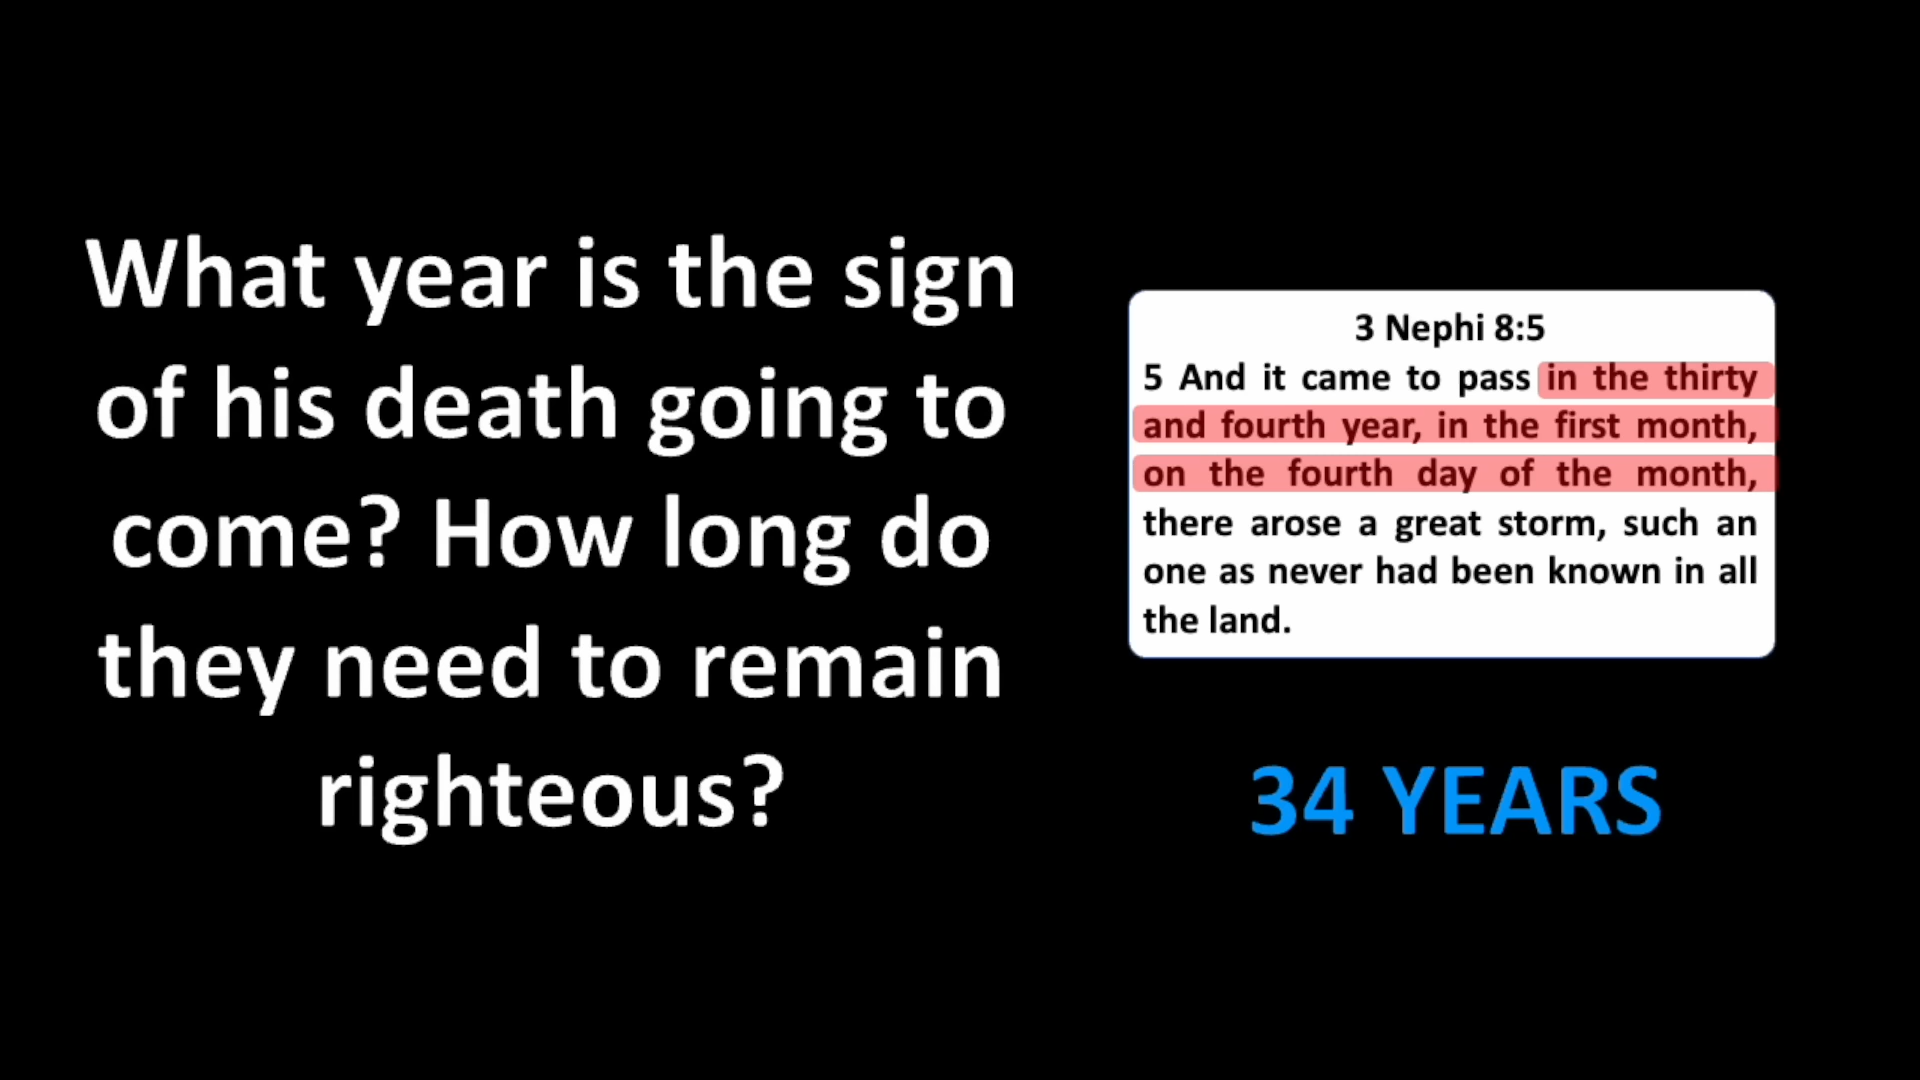 What year is the sign
of his death going to
come? How long do
they need to remain
righteous?
3 Nephi 8:5
5 And it came to pass in the thirty
and fourth year, in the first month,
on the fourth day of the month,
there arose a great storm, such an
one as never had been known in all
the land.
34 YEARS